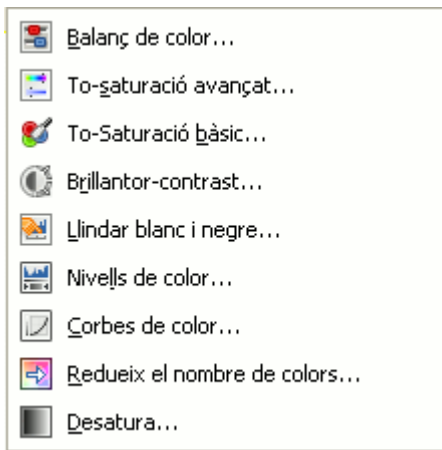 Balanç de color...
To-saturació avançat...
To-Saturació bàsic...
Brillantor-contrast...
Llindar blanc i negre...
Nivells de color...
Corbes de color...
Redueix el nombre de colors...
Desatura...